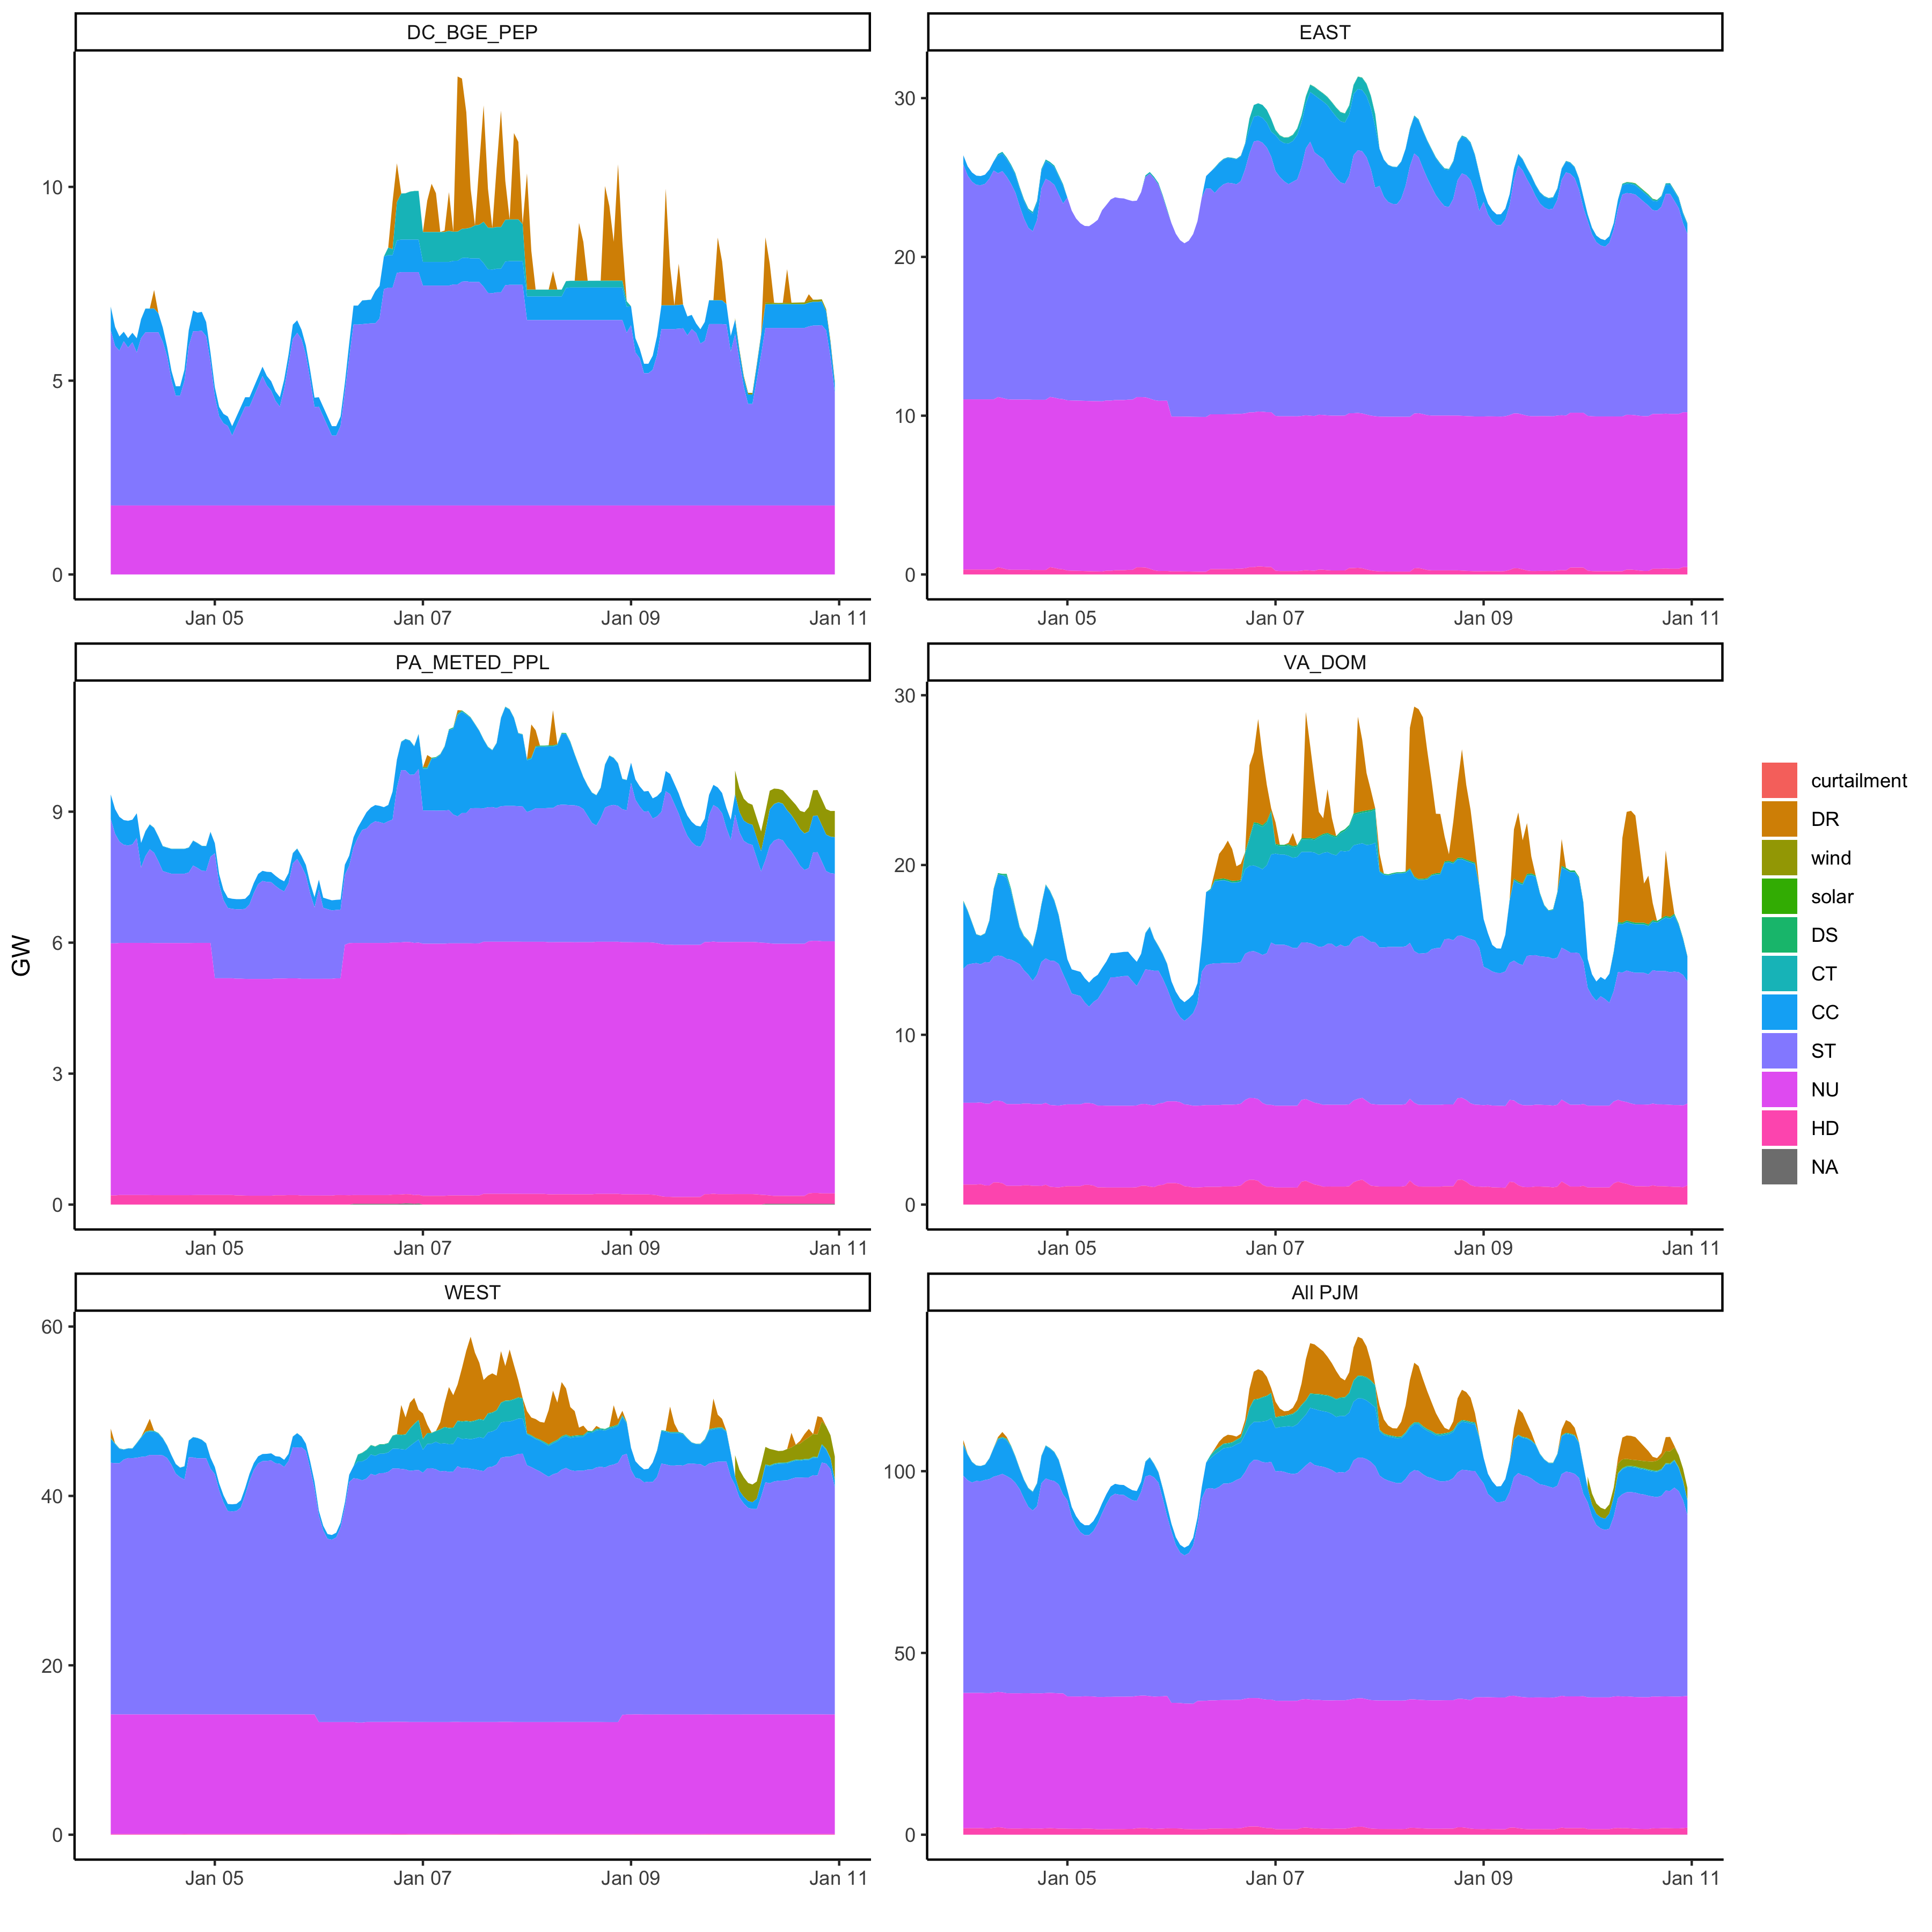 DC_BGE_PEP
EAST
10
5
0
Jan 05
Jan 07
Jan 09
Jan 11
30
20
10
0
Jan 05
Jan 07
Jan 09
Jan 11
PA_METED_PPL
VA_DOM
GW
9
6
3
0
Jan 05
Jan 07
Jan 09
Jan 11
30
20
10
0
Jan 05
Jan 07
Jan 09
Jan 11
WEST
All PJM
60
40
20
0
Jan 05
Jan 07
Jan 09
Jan 11
100
50
0
Jan 05
Jan 07
Jan 09
Jan 11
curtailment
DR
wind
solar
DS
CT
CC
ST
NU
HD
NA